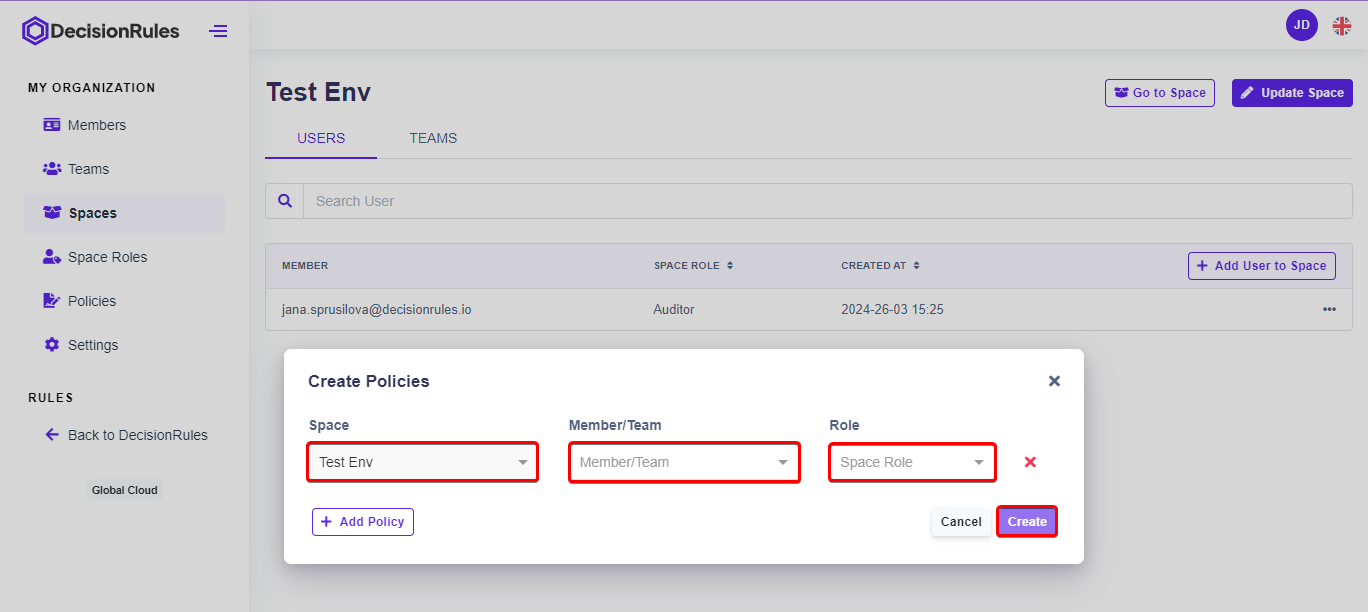 DecisionRules
JD
MY ORGANIZATION
Members
Teams
Spaces
Space Roles
Policies
Settings
RULES
Back to DecisionRules
Global Cloud
Test Env
Go to Space
Update Space
USERS TEAMS
Search User
MEMBER SPACE ROLE CREATED AT Add User to Space
jana.sprusilova@decisionrules.io Auditor 2024-26-03 15:25
Create Policies
Space Member/Team Role
Test Env Member/Team Space Role
Add Policy Cancel Create